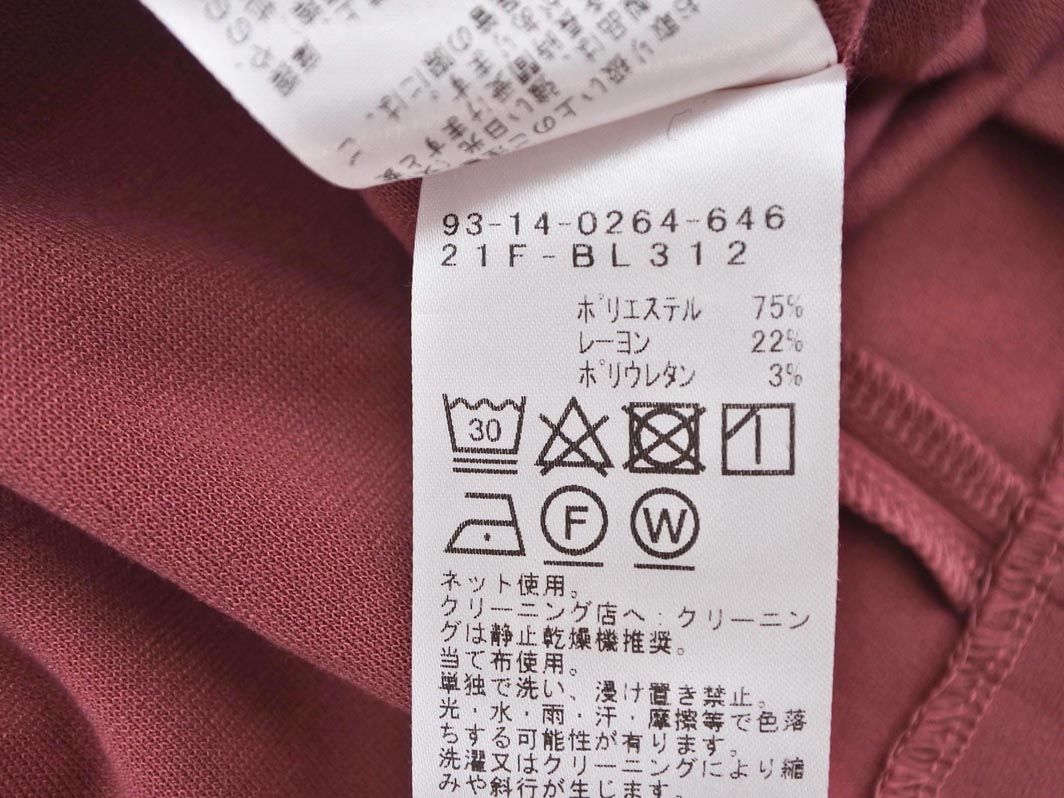 93-14-0264-646
21F-BL312
ポリエステル 75%
レーヨン 22%
ポリウレタン 3%
30
F
W
ネット使用。
クリーニング店へ:クリーニン
グは静止乾燥機推奨。
当て布使用。
単独で洗い、浸け置き禁止。
光・水・雨・汗・摩擦等で色落
ちする可能性が有ります。
洗濯又はクリーニングにより縮
みや斜行が生じます。